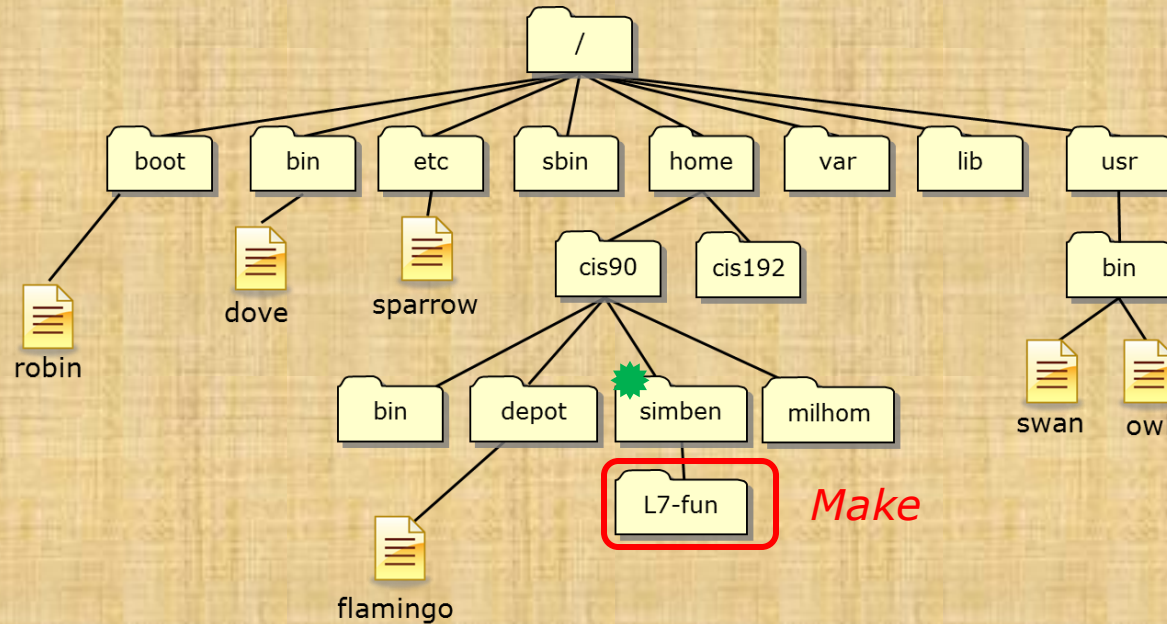 /
boot
bin
etc
sbin
home
var
lib
usr
cis90
cis192
bin
dove
sparrow
robin
bin
depot
simben
milhom
swan
ow
L7-fun
Make
flamingo